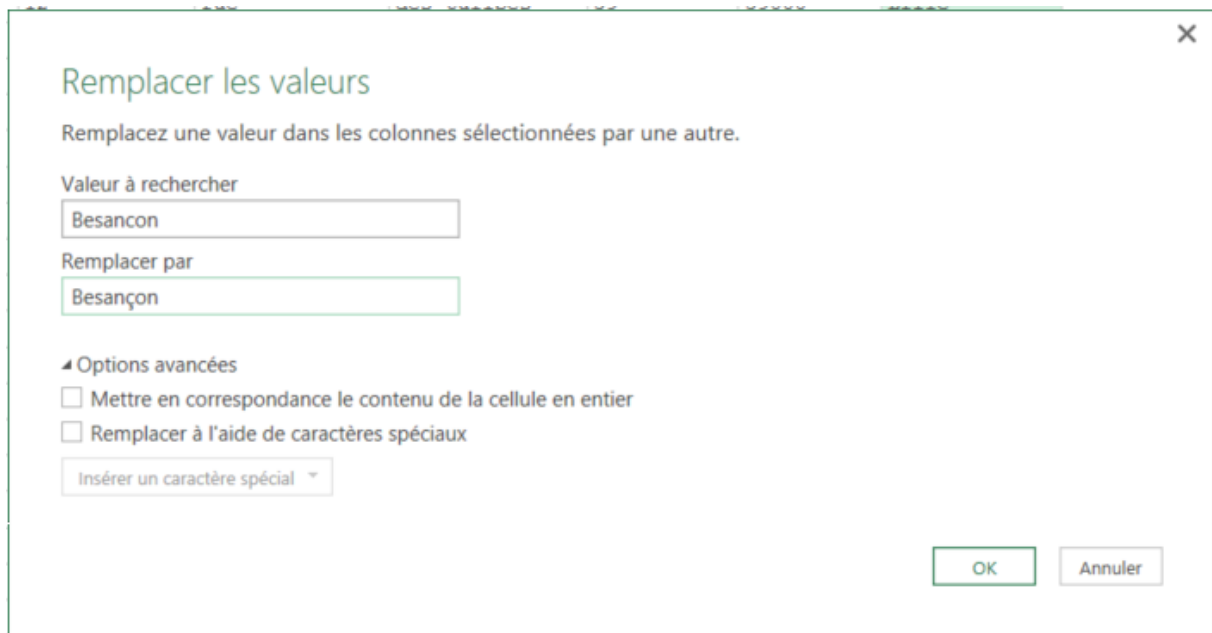 Remplacer les valeurs
Remplacez une valeur dans les colonnes sélectionnées par une autre.
Valeur à rechercher
Besancon
Remplacer par
Besançon
Options avancées
Mettre en correspondance le contenu de la cellule en entier
Remplacer à l'aide de caractères spéciaux
Insérer un caractère spécial
OK Annuler